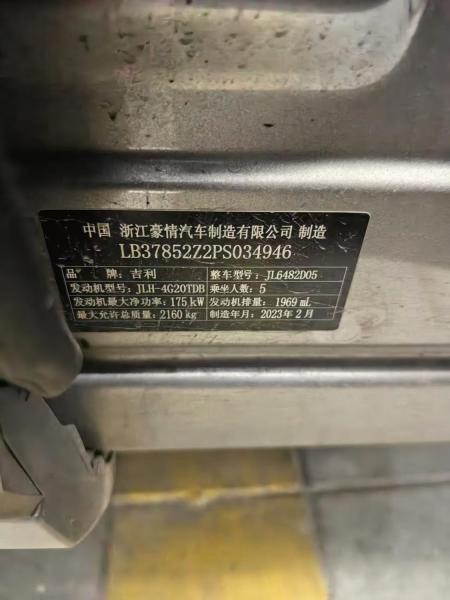 中国 浙江豪情汽车制造有限公司 制造
LB37852Z2PS034946
品牌：吉利 整车型号：JL6482D05
发动机型号：JLH-4G20TDB 乘坐人数：5
发动机最大净功率：175kW 发动机排量：1969 mL
最大允许总质量：2160 kg 制造年月：2023年2月